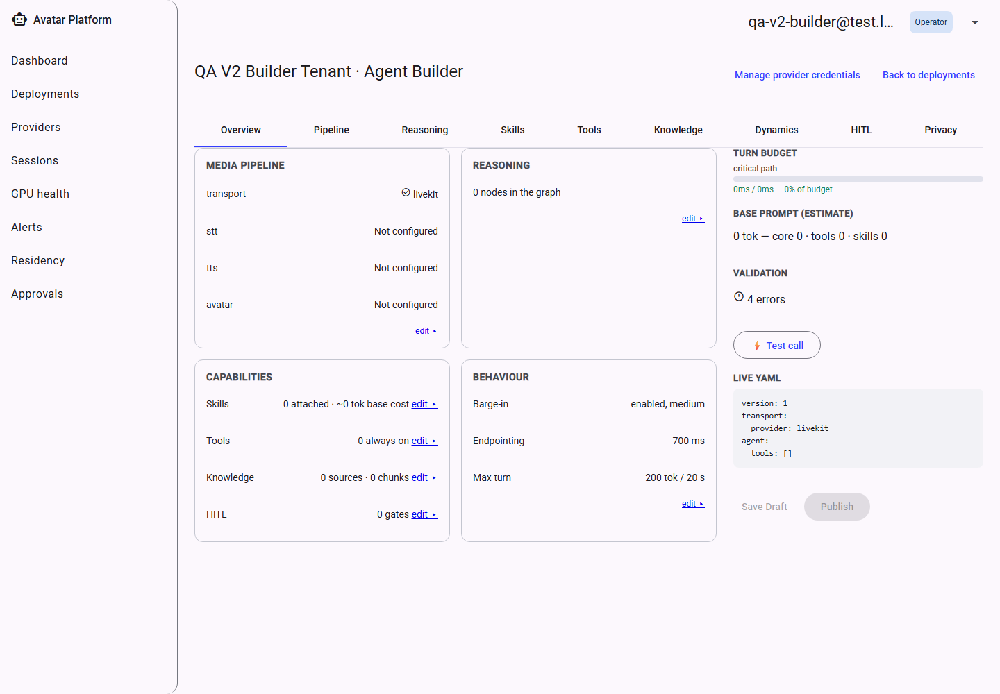 Avatar Platform
Dashboard
Deployments
Providers
Sessions
GPU health
Alerts
Residency
Approvals
qa-v2-builder@test.l...
Operator
QA V2 Builder Tenant · Agent Builder
Manage provider credentials
Back to deployments
Overview
Pipeline
Reasoning
Skills
Tools
Knowledge
Dynamics
HITL
Privacy
MEDIA PIPELINE
transport livekit
stt Not configured
tts Not configured
avatar Not configured
edit ▸
REASONING
0 nodes in the graph
edit ▸
CAPABILITIES
Skills 0 attached · ~0 tok base cost edit ▸
Tools 0 always-on edit ▸
Knowledge 0 sources · 0 chunks edit ▸
HITL 0 gates edit ▸
BEHAVIOUR
Barge-in enabled, medium
Endpointing 700 ms
Max turn 200 tok / 20 s
edit ▸
TURN BUDGET
critical path
0ms / 0ms — 0% of budget
BASE PROMPT (ESTIMATE)
0 tok — core 0 · tools 0 · skills 0
VALIDATION
4 errors
Test call
LIVE YAML
version: 1
transport:
  provider: livekit
agent:
  tools: []
Save Draft
Publish